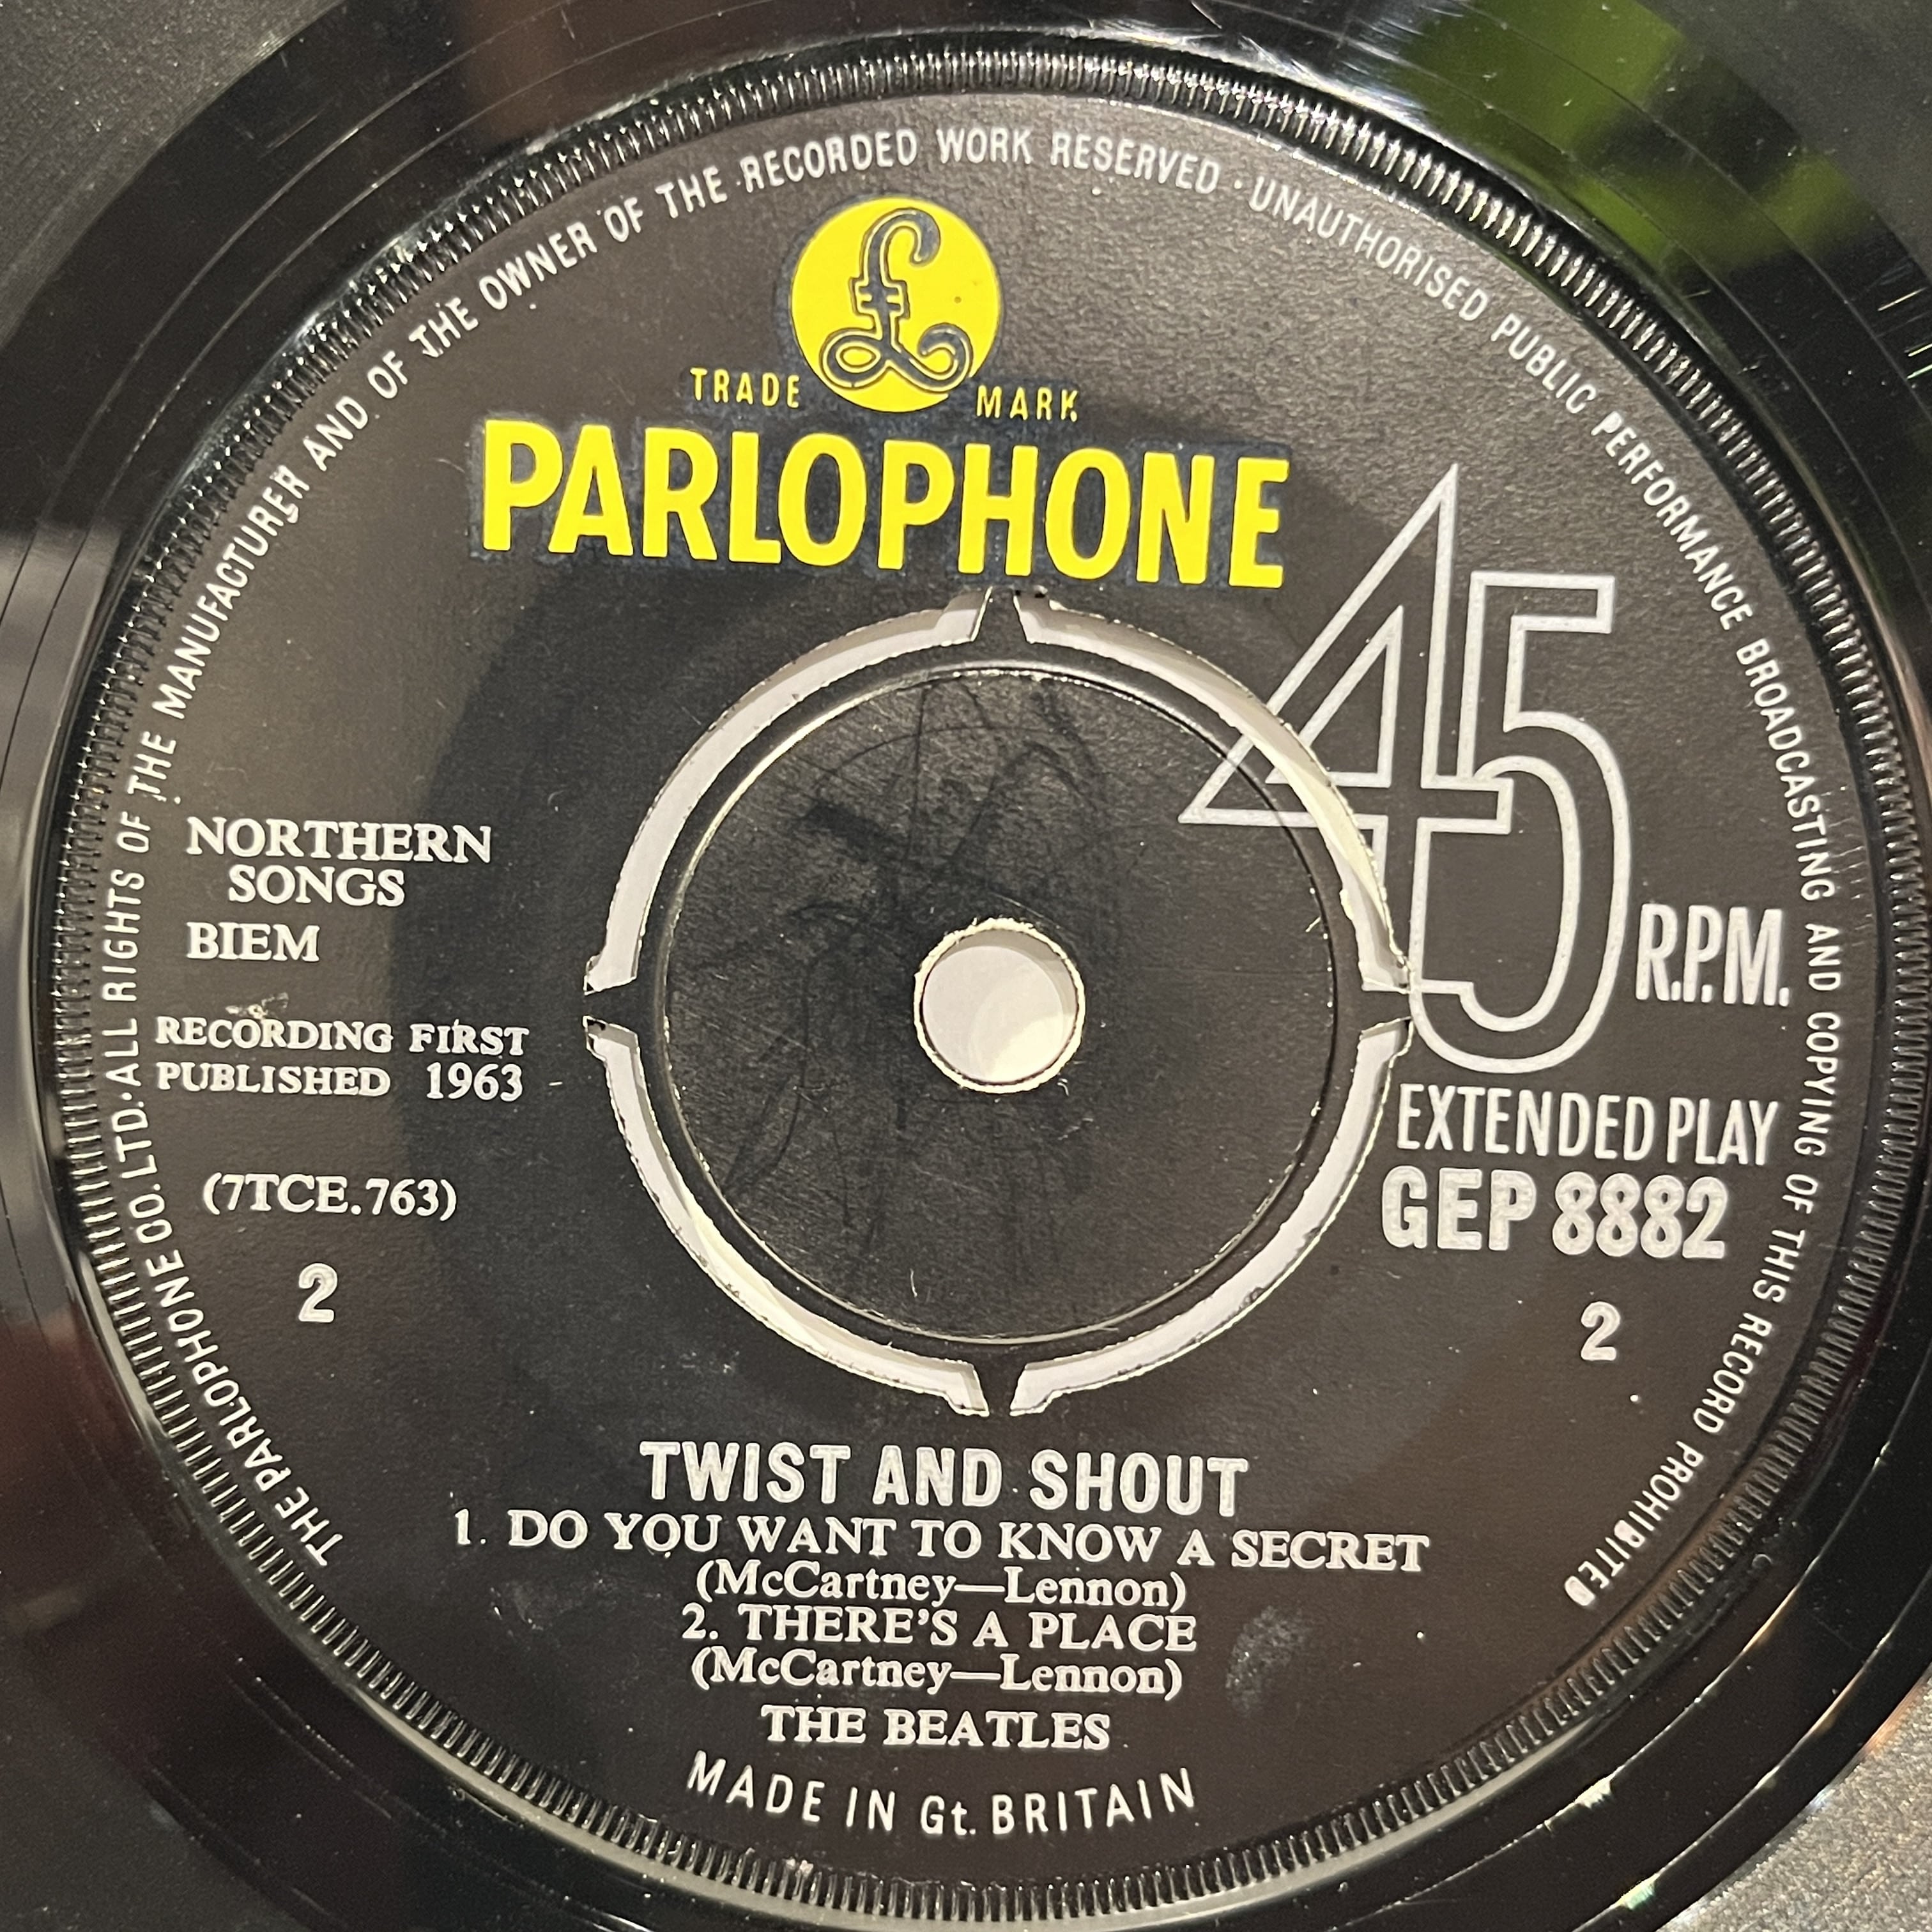 THE PARLOPHONE CO. LTD. · ALL RIGHTS OF THE MANUFACTURER AND OF THE OWNER OF THE RECORDED WORK RESERVED · UNAUTHORISED PUBLIC PERFORMANCE BROADCASTING AND COPYING OF THIS RECORD PROHIBITED
£
TRADE MARK
PARLOPHONE
45 R.P.M.
NORTHERN
SONGS
BIEM
RECORDING FIRST
PUBLISHED 1963
(7TCE.763)
2
EXTENDED PLAY
GEP 8882
2
TWIST AND SHOUT
1. DO YOU WANT TO KNOW A SECRET
(McCartney—Lennon)
2. THERE'S A PLACE
(McCartney—Lennon)
THE BEATLES
MADE IN Gt. BRITAIN